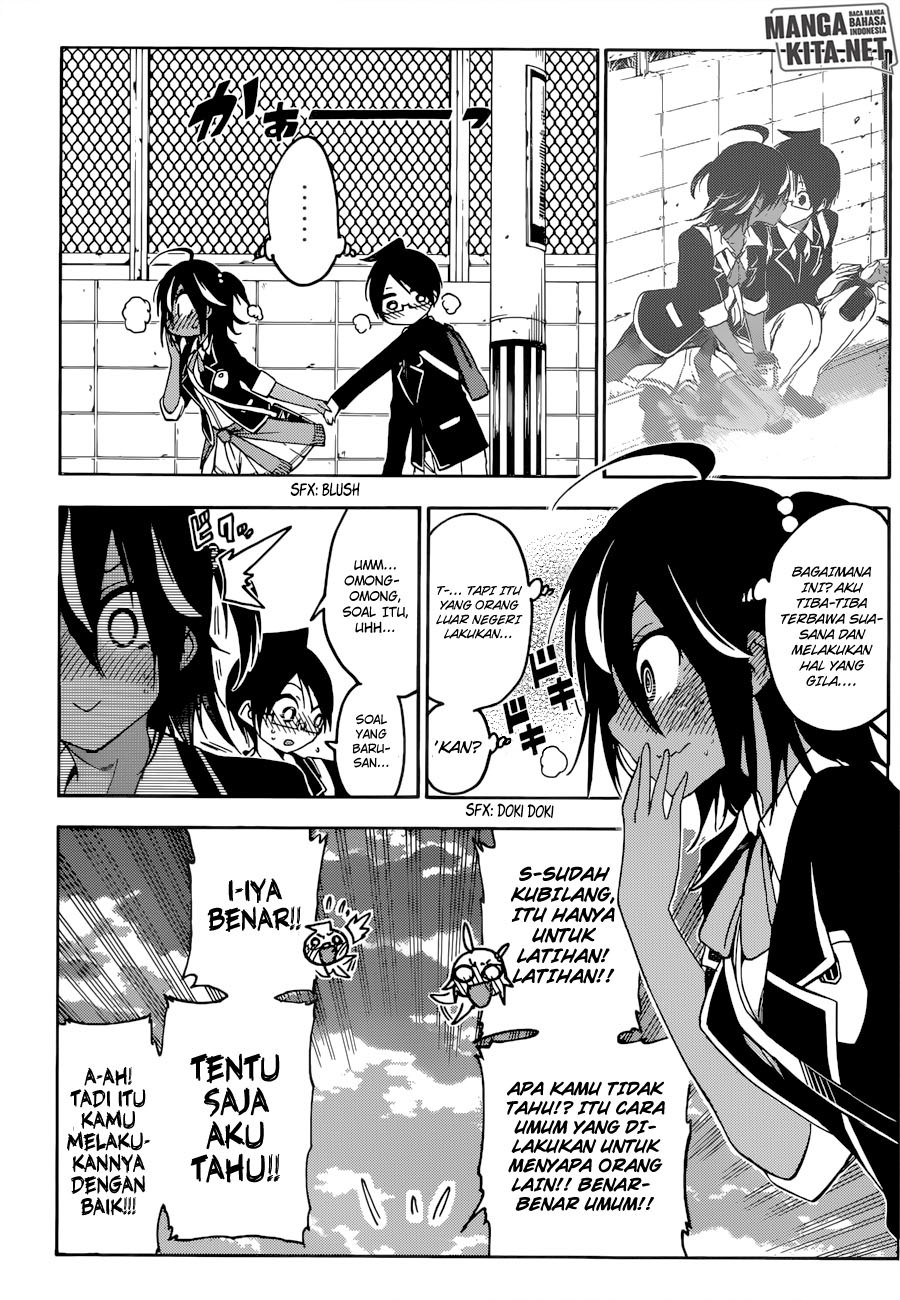 MANGA
KITA.NET
BACA MANGA
BAHASA
INDONESIA
かぁーーっ
.......
SFX: BLUSH
BAGAIMANA
INI? AKU
TIBA-TIBA
TERBAWA SUA-
SANA DAN
MELAKUKAN
HAL YANG
GILA....
T-... TAPI ITU
YANG ORANG
LUAR NEGERI
LAKUKAN...
'KAN?
ドキ
ドキ
SFX: DOKI DOKI
UMM...
OMONG-
OMONG,
SOAL ITU,
UHH...
SOAL
YANG
BARU-
SAN...
ビクッ
S-SUDAH
KUBILANG,
ITU HANYA
UNTUK
LATIHAN!
LATIHAN!!
APA KAMU TIDAK
TAHU!? ITU CARA
UMUM YANG DI-
LAKUKAN UNTUK
MENYAPA ORANG
LAIN!! BENAR-
BENAR UMUM!!
I-IYA
BENAR!!
TENTU
SAJA
AKU
TAHU!!
A-AH!
TADI ITU
KAMU
MELAKU-
KANNYA
DENGAN
BAIK!!!